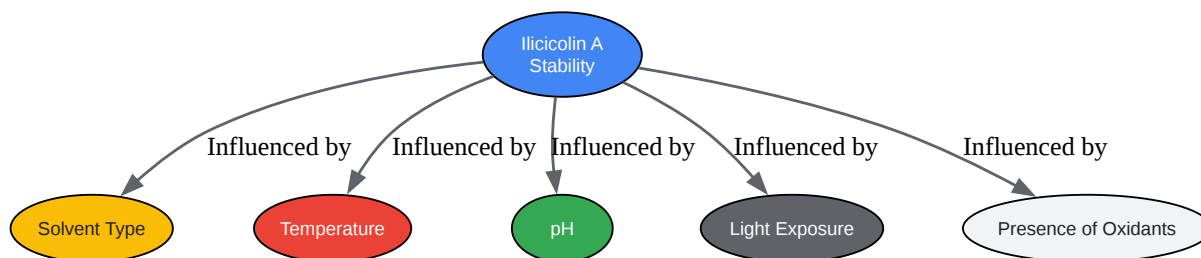 Ilicicolin A
Stability
Influenced by
Influenced by
Influenced by
Influenced by
Influenced by
Solvent Type
Temperature
pH
Light Exposure
Presence of Oxidants